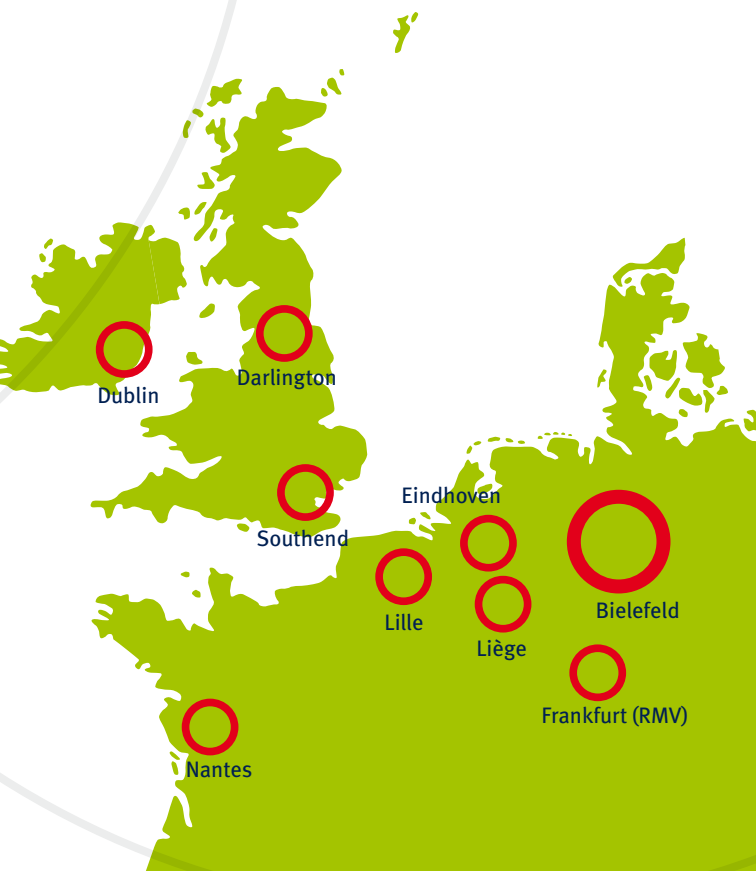 Darlington
Dublin
Eindhoven
Southend
Bielefeld
Lille
Liège
Frankfurt (RMV)
Nantes